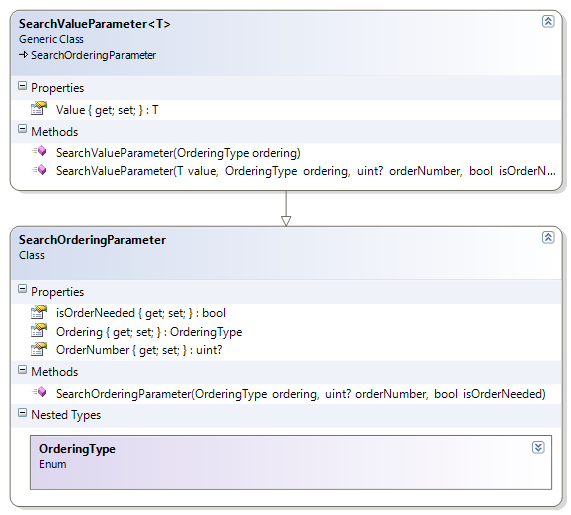 SearchValueParameter<T>
Generic Class
SearchOrderingParameter
Properties
Value { get; set; } : T
Methods
SearchValueParameter(OrderingType ordering)
SearchValueParameter(T value, OrderingType ordering, uint? orderNumber, bool isOrderN...
SearchOrderingParameter
Class
Properties
isOrderNeeded { get; set; } : bool
Ordering { get; set; } : OrderingType
OrderNumber { get; set; } : uint?
Methods
SearchOrderingParameter(OrderingType ordering, uint? orderNumber, bool isOrderNeeded)
Nested Types
OrderingType
Enum